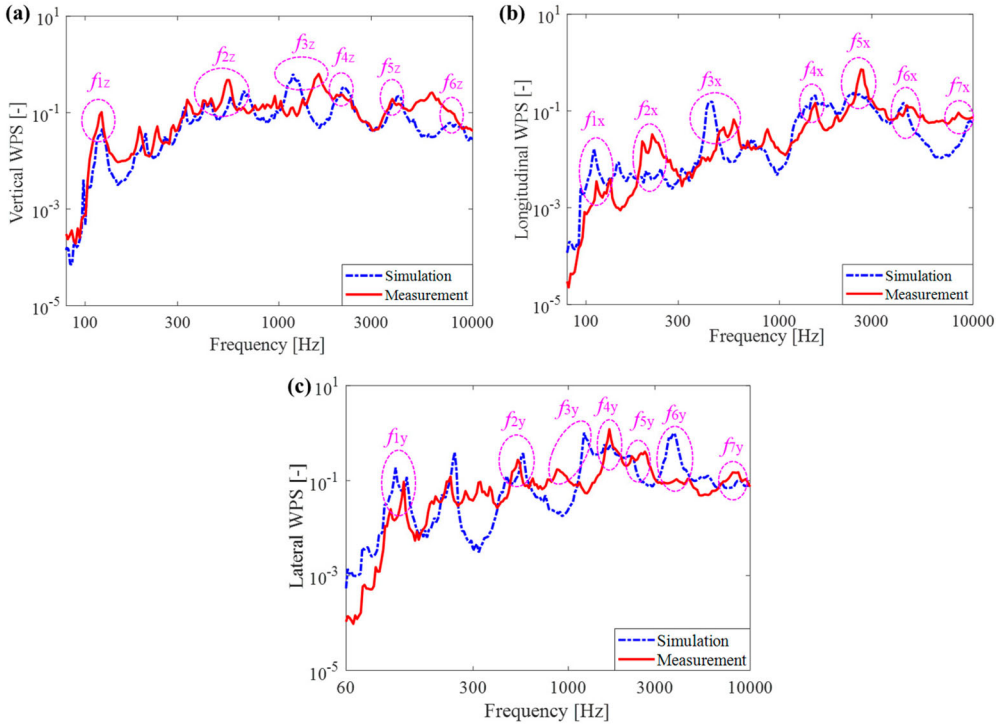 (a)
Vertical WPS [-]
10^1
10^-1
10^-3
10^-5
f1z
f2z
f3z
f4z
f5z
f6z
Simulation
Measurement
100 300 1000 3000 10000
Frequency [Hz]
(b)
Longitudinal WPS [-]
10^1
10^-1
10^-3
10^-5
f1x
f2x
f3x
f4x
f5x
f6x
f7x
Simulation
Measurement
100 300 1000 3000 10000
Frequency [Hz]
(c)
Lateral WPS [-]
10^1
10^-1
10^-3
10^-5
f1y
f2y
f3y
f4y
f5y
f6y
f7y
Simulation
Measurement
60 300 1000 3000 10000
Frequency [Hz]